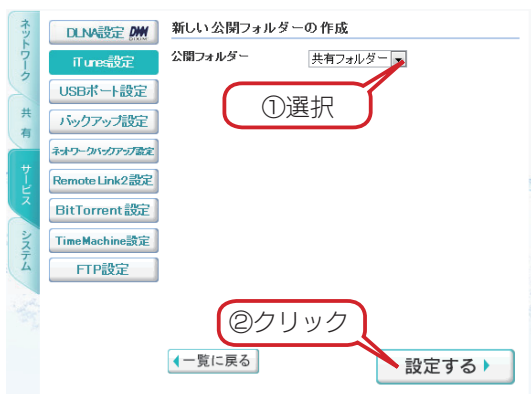 ネットワーク
共有
サービス
システム
DLNA設定
iTunes設定
USBポート設定
バックアップ設定
ネットワークバックアップ設定
Remote Link2設定
BitTorrent設定
TimeMachine設定
FTP設定
新しい公開フォルダーの作成
公開フォルダー 共有フォルダー
①選択
②クリック
一覧に戻る
設定する